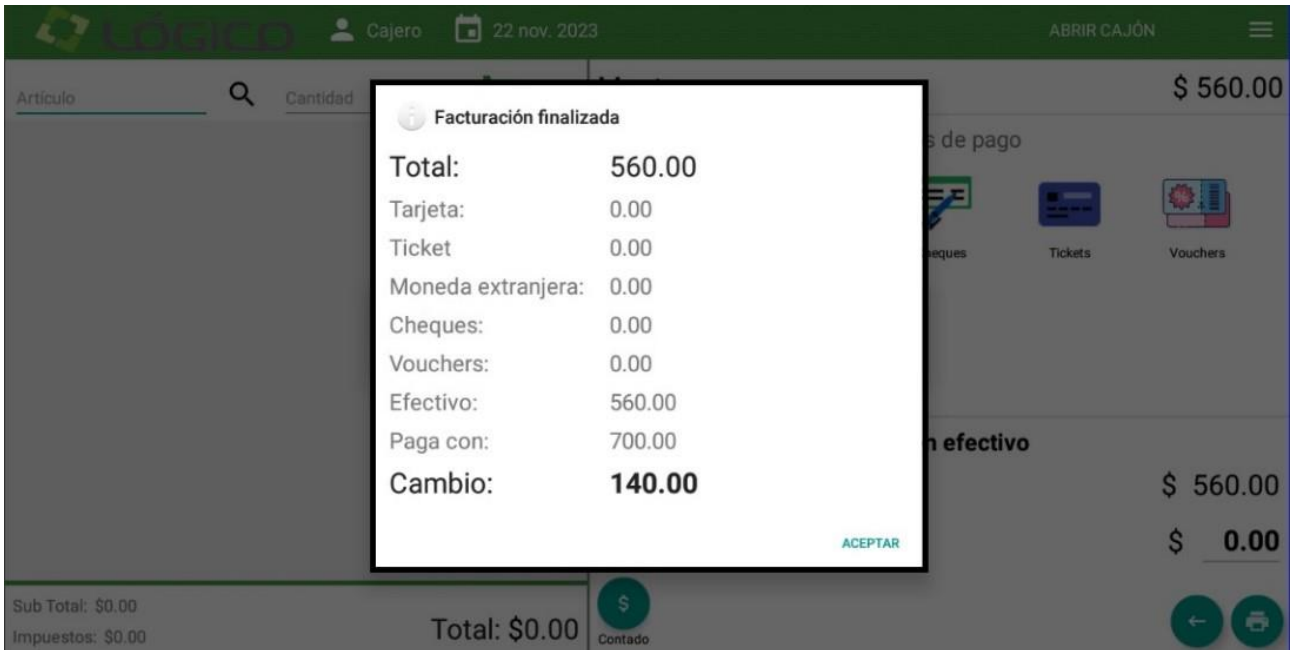 LÓGICO Cajero 22 nov. 2023 ABRIR CAJÓN
Artículo Cantidad
$ 560.00
s de pago
eques Tickets Vouchers
Facturación finalizada
Total: 560.00
Tarjeta: 0.00
Ticket 0.00
Moneda extranjera: 0.00
Cheques: 0.00
Vouchers: 0.00
Efectivo: 560.00
Paga con: 700.00
Cambio: 140.00
ACEPTAR
n efectivo
$ 560.00
$ 0.00
Sub Total: $0.00
Impuestos: $0.00
Total: $0.00
$
Contado